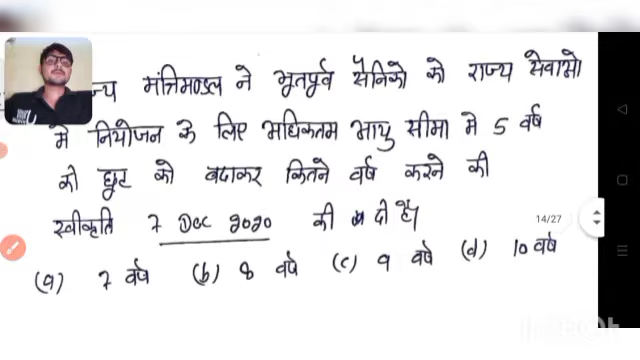 ज्य मंत्रिमण्डल ने भूतपूर्व सैनिको को राज्य सेवाओ
मे नियोजन के लिए अधिकतम आयु सीमा मे 5 वर्ष
की छूट को बढाकर कितने वर्ष करने की
स्वीकृति 7 Dec 2020 की दी है।
14/27
(a) 7 वर्ष (b) 8 वर्ष (c) 9 वर्ष (d) 10 वर्ष